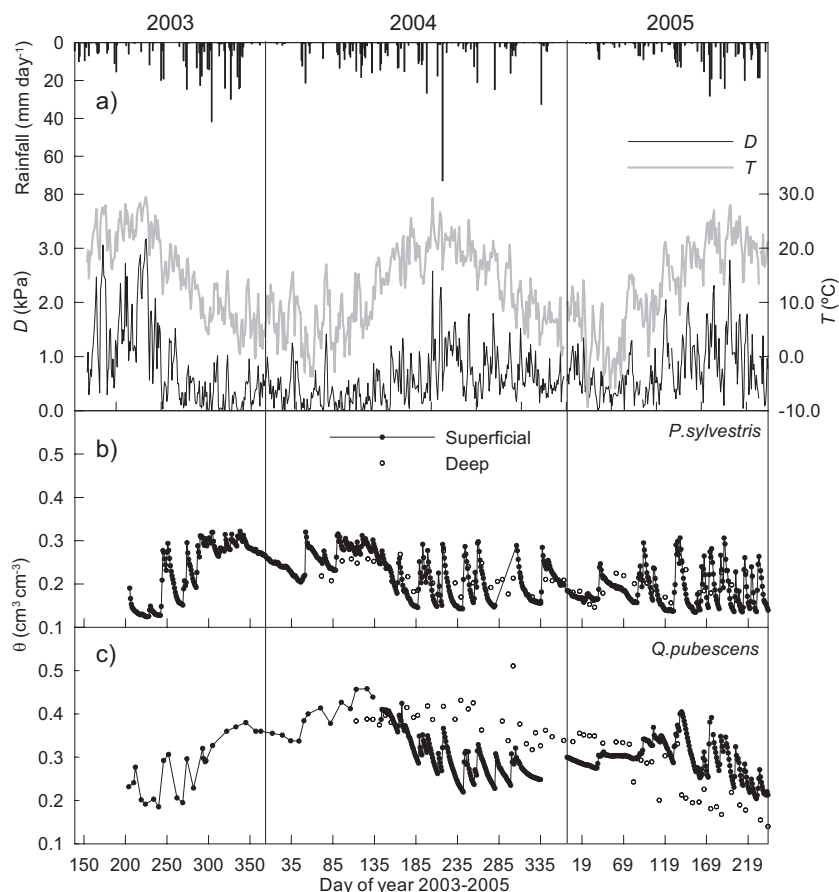 2003 2004 2005
0
20
40
60
80
Rainfall (mm day-1)
a)
D
T
30.0
20.0
10.0
0.0
-10.0
T (ºC)
3.0
2.0
1.0
0.0
D (kPa)
b)
Superficial
Deep
P.sylvestris
0.5
0.4
0.3
0.2
0.1
θ (cm3 cm-3)
c)
Q.pubescens
0.5
0.4
0.3
0.2
0.1
150 200 250 300 350 35 85 135 185 235 285 335 19 69 119 169 219
Day of year 2003-2005